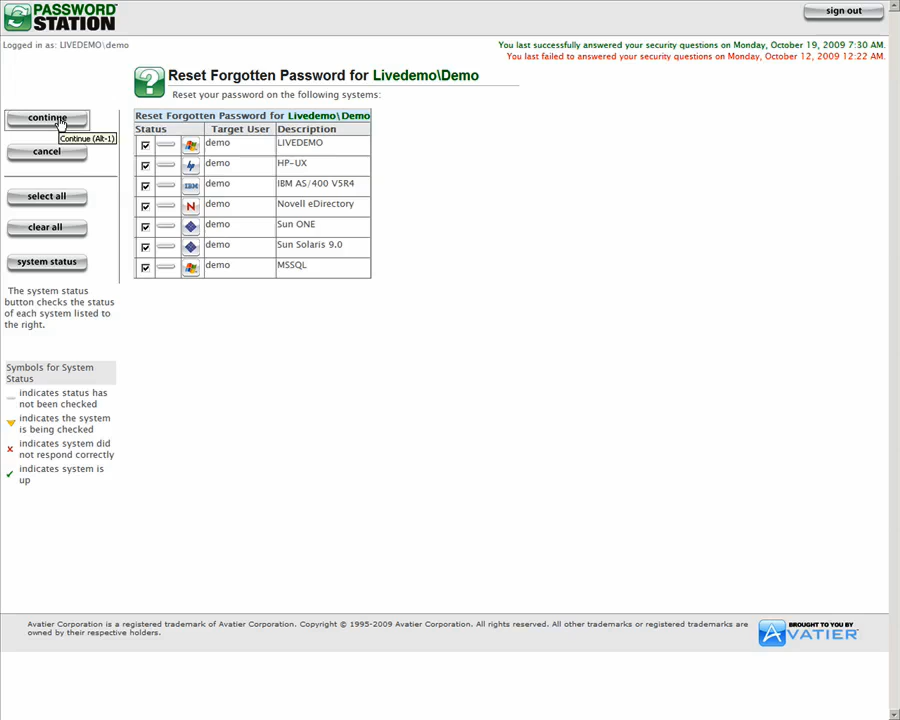 PASSWORD
STATION
sign out
Logged in as: LIVEDEMO\demo
You last successfully answered your security questions on Monday, October 19, 2009 7:30 AM.
You last failed to answered your security questions on Monday, October 12, 2009 12:22 AM.
Reset Forgotten Password for Livedemo\Demo
Reset your password on the following systems:
continue
Continue (Alt-1)
cancel
select all
clear all
system status
The system status
button checks the status
of each system listed to
the right.
Reset Forgotten Password for Livedemo\Demo
Status Target User Description
demo LIVEDEMO
demo HP-UX
IBM demo IBM AS/400 V5R4
N demo Novell eDirectory
demo Sun ONE
demo Sun Solaris 9.0
demo MSSQL
Symbols for System
Status
indicates status has
not been checked
indicates the system
is being checked
indicates system did
not respond correctly
indicates system is
up
Avatier Corporation is a registered trademark of Avatier Corporation. Copyright © 1995-2009 Avatier Corporation. All rights reserved. All other trademarks or registered trademarks are
owned by their respective holders.
BROUGHT TO YOU BY
AVATIER